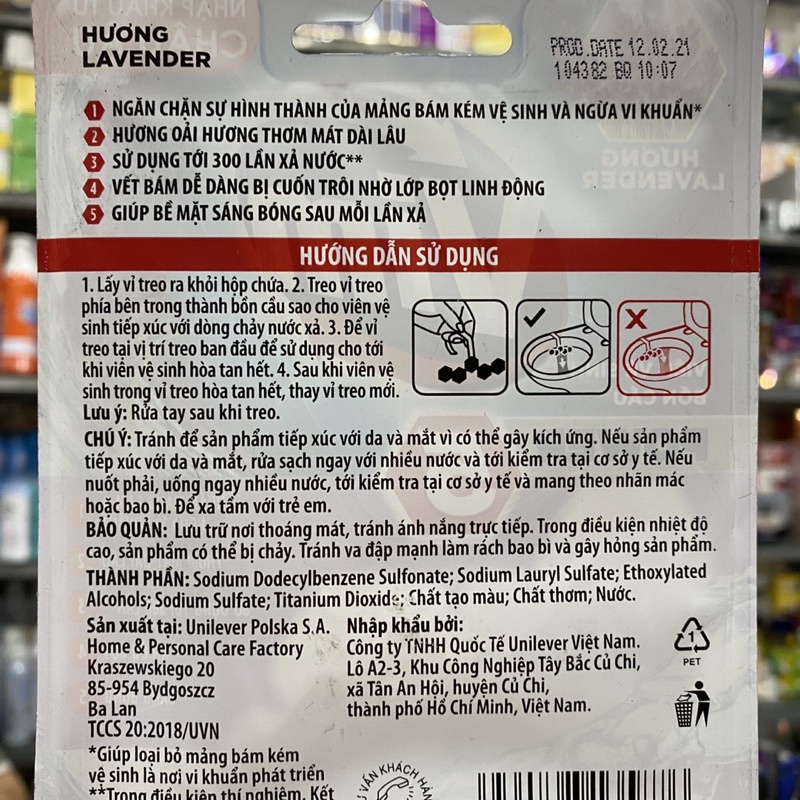 NHẬP KHẨU TỪ
HƯƠNG
LAVENDER
PROD.DATE 12.02.21
104382 BQ 10:07
HƯƠNG
LAVENDER
1 NGĂN CHẶN SỰ HÌNH THÀNH CỦA MẢNG BÁM KÉM VỆ SINH VÀ NGỪA VI KHUẨN*
2 HƯƠNG OẢI HƯƠNG THƠM MÁT DÀI LÂU
3 SỬ DỤNG TỚI 300 LẦN XẢ NƯỚC**
4 VẾT BÁM DỄ DÀNG BỊ CUỐN TRÔI NHỜ LỚP BỌT LINH ĐỘNG
5 GIÚP BỀ MẶT SÁNG BÓNG SAU MỖI LẦN XẢ
HƯỚNG DẪN SỬ DỤNG
1. Lấy vỉ treo ra khỏi hộp chứa. 2. Treo vỉ treo
phía bên trong thành bồn cầu sao cho viên vệ
sinh tiếp xúc với dòng chảy nước xả. 3. Để vỉ
treo tại vị trí treo ban đầu để sử dụng cho tới
khi viên vệ sinh hòa tan hết. 4. Sau khi viên vệ
sinh trong vỉ treo hòa tan hết, thay vỉ treo mới.
Lưu ý: Rửa tay sau khi treo.
CHÚ Ý: Tránh để sản phẩm tiếp xúc với da và mắt vì có thể gây kích ứng. Nếu sản phẩm
tiếp xúc với da và mắt, rửa sạch ngay với nhiều nước và tới kiểm tra tại cơ sở y tế. Nếu
nuốt phải, uống ngay nhiều nước, tới kiểm tra tại cơ sở y tế và mang theo nhãn mác
hoặc bao bì. Để xa tầm với trẻ em.
BẢO QUẢN: Lưu trữ nơi thoáng mát, tránh ánh nắng trực tiếp. Trong điều kiện nhiệt độ
cao, sản phẩm có thể bị chảy. Tránh va đập mạnh làm rách bao bì và gây hỏng sản phẩm.
THÀNH PHẦN: Sodium Dodecylbenzene Sulfonate; Sodium Lauryl Sulfate; Ethoxylated
Alcohols; Sodium Sulfate; Titanium Dioxide; Chất tạo màu; Chất thơm; Nước.
Sản xuất tại: Unilever Polska S.A.
Home & Personal Care Factory
Kraszewskiego 20
85-954 Bydgoszcz
Ba Lan
TCCS 20:2018/UVN
Nhập khẩu bởi:
Công ty TNHH Quốc Tế Unilever Việt Nam.
Lô A2-3, Khu Công Nghiệp Tây Bắc Củ Chi,
xã Tân An Hội, huyện Củ Chi,
thành phố Hồ Chí Minh, Việt Nam.
1
PET
*Giúp loại bỏ mảng bám kém
vệ sinh là nơi vi khuẩn phát triển
**Trong điều kiện thí nghiệm. Kết
VẤN KHÁCH HÀNG